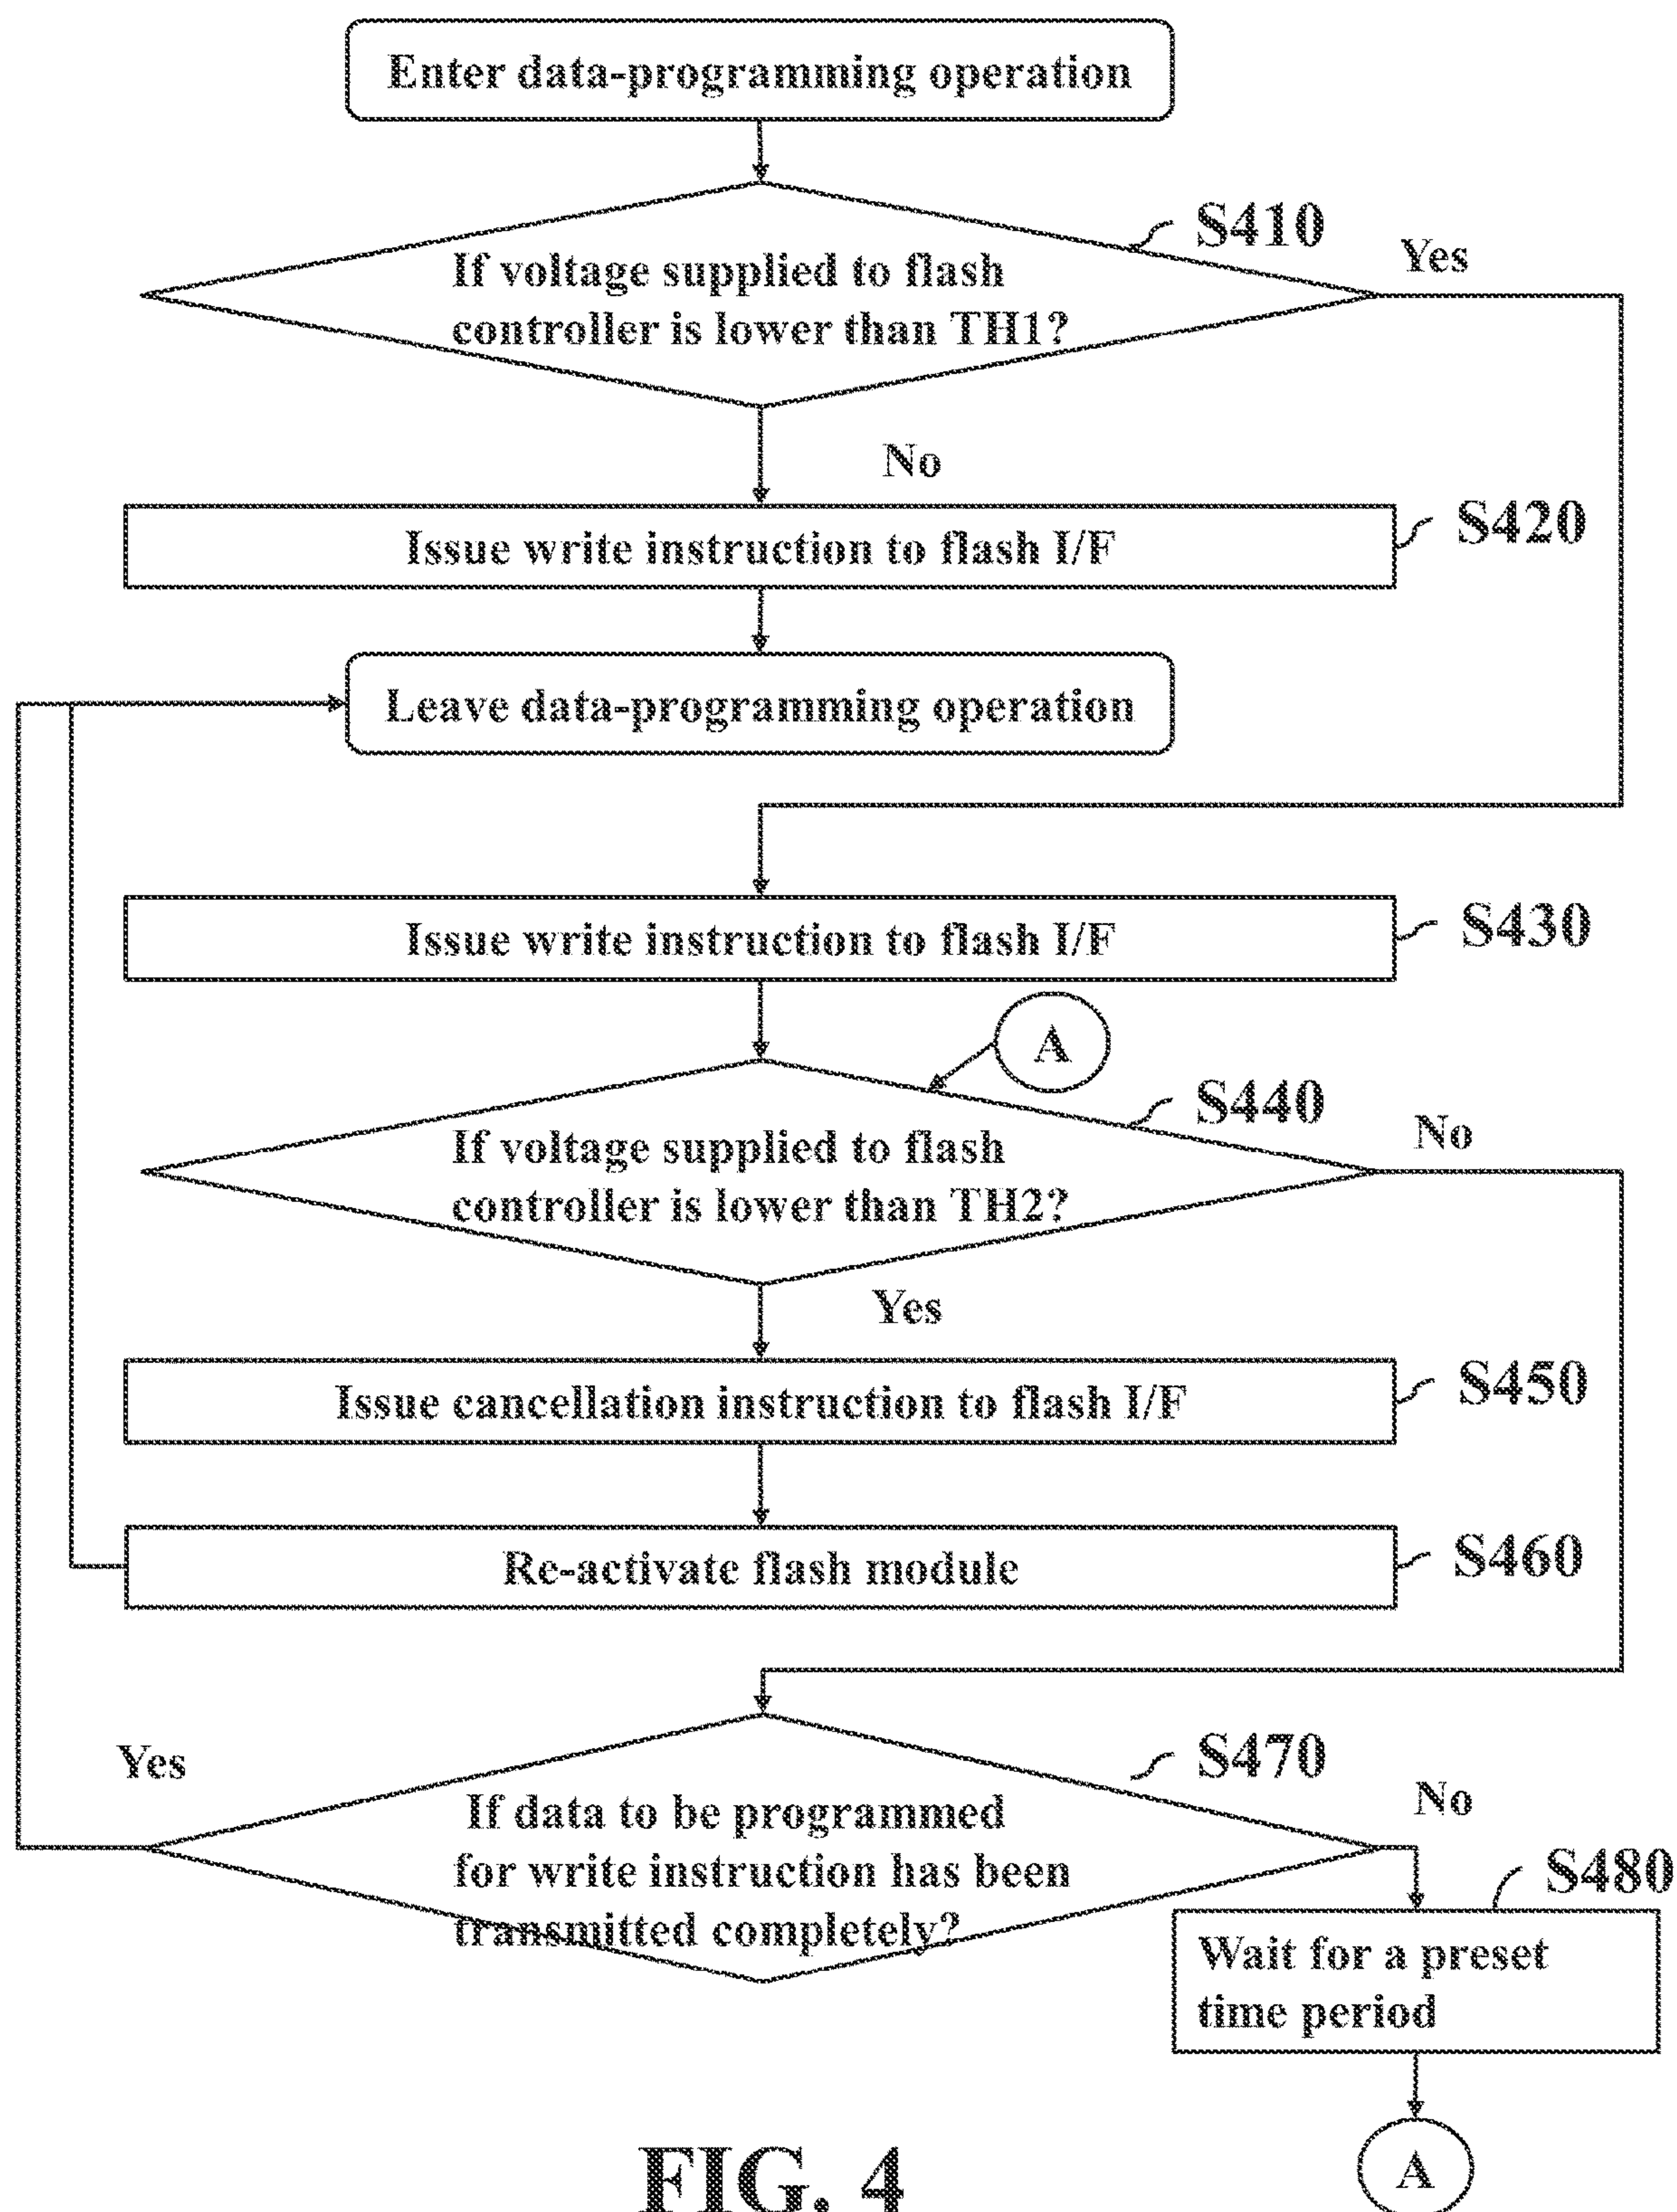 Enter data-programming operation
S410
Yes
If voltage supplied to flash
controller is lower than TH1?
No
S420
Issue write instruction to flash I/F
Leave data-programming operation
S430
Issue write instruction to flash I/F
A
S440
No
If voltage supplied to flash
controller is lower than TH2?
Yes
S450
Issue cancellation instruction to flash I/F
S460
Re-activate flash module
Yes
S470
No
If data to be programmed
for write instruction has been
transmitted completely?
S480
Wait for a preset
time period
A
FIG. 4